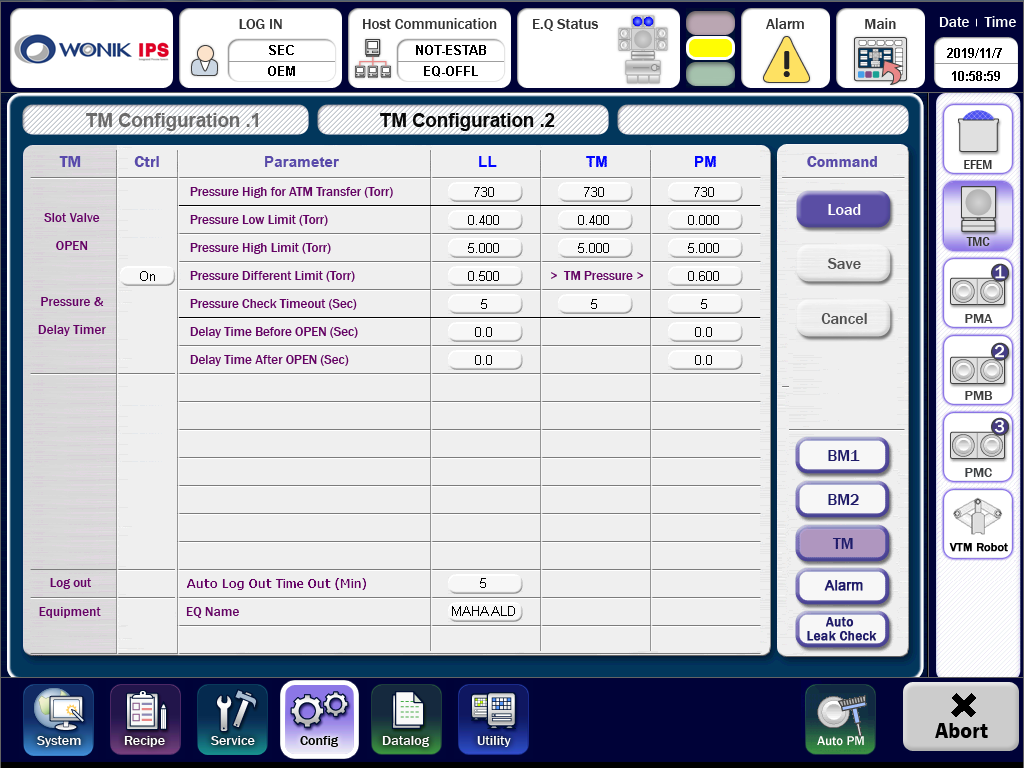 WONIK IPS
LOG IN
SEC
OEM
Host Communication
NOT-ESTAB
EQ-OFFL
E.Q Status
Alarm
Main
Date | Time
2019/11/7
10:58:59
TM Configuration .1
TM Configuration .2
TM Ctrl Parameter LL TM PM
Pressure High for ATM Transfer (Torr) 730 730 730
Slot Valve
OPEN
Pressure Low Limit (Torr) 0.400 0.400 0.000
Pressure High Limit (Torr) 5.000 5.000 5.000
On
Pressure Different Limit (Torr) 0.500 > TM Pressure > 0.600
Pressure &
Delay Timer
Pressure Check Timeout (Sec) 5 5 5
Delay Time Before OPEN (Sec) 0.0 0.0
Delay Time After OPEN (Sec) 0.0 0.0
Log out Auto Log Out Time Out (Min) 5
Equipment EQ Name MAHA ALD
Command
Load
Save
Cancel
BM1
BM2
TM
Alarm
Auto
Leak Check
EFEM
TMC
1
PMA
2
PMB
3
PMC
VTM Robot
System
Recipe
Service
Config
Datalog
Utility
Auto PM
Abort